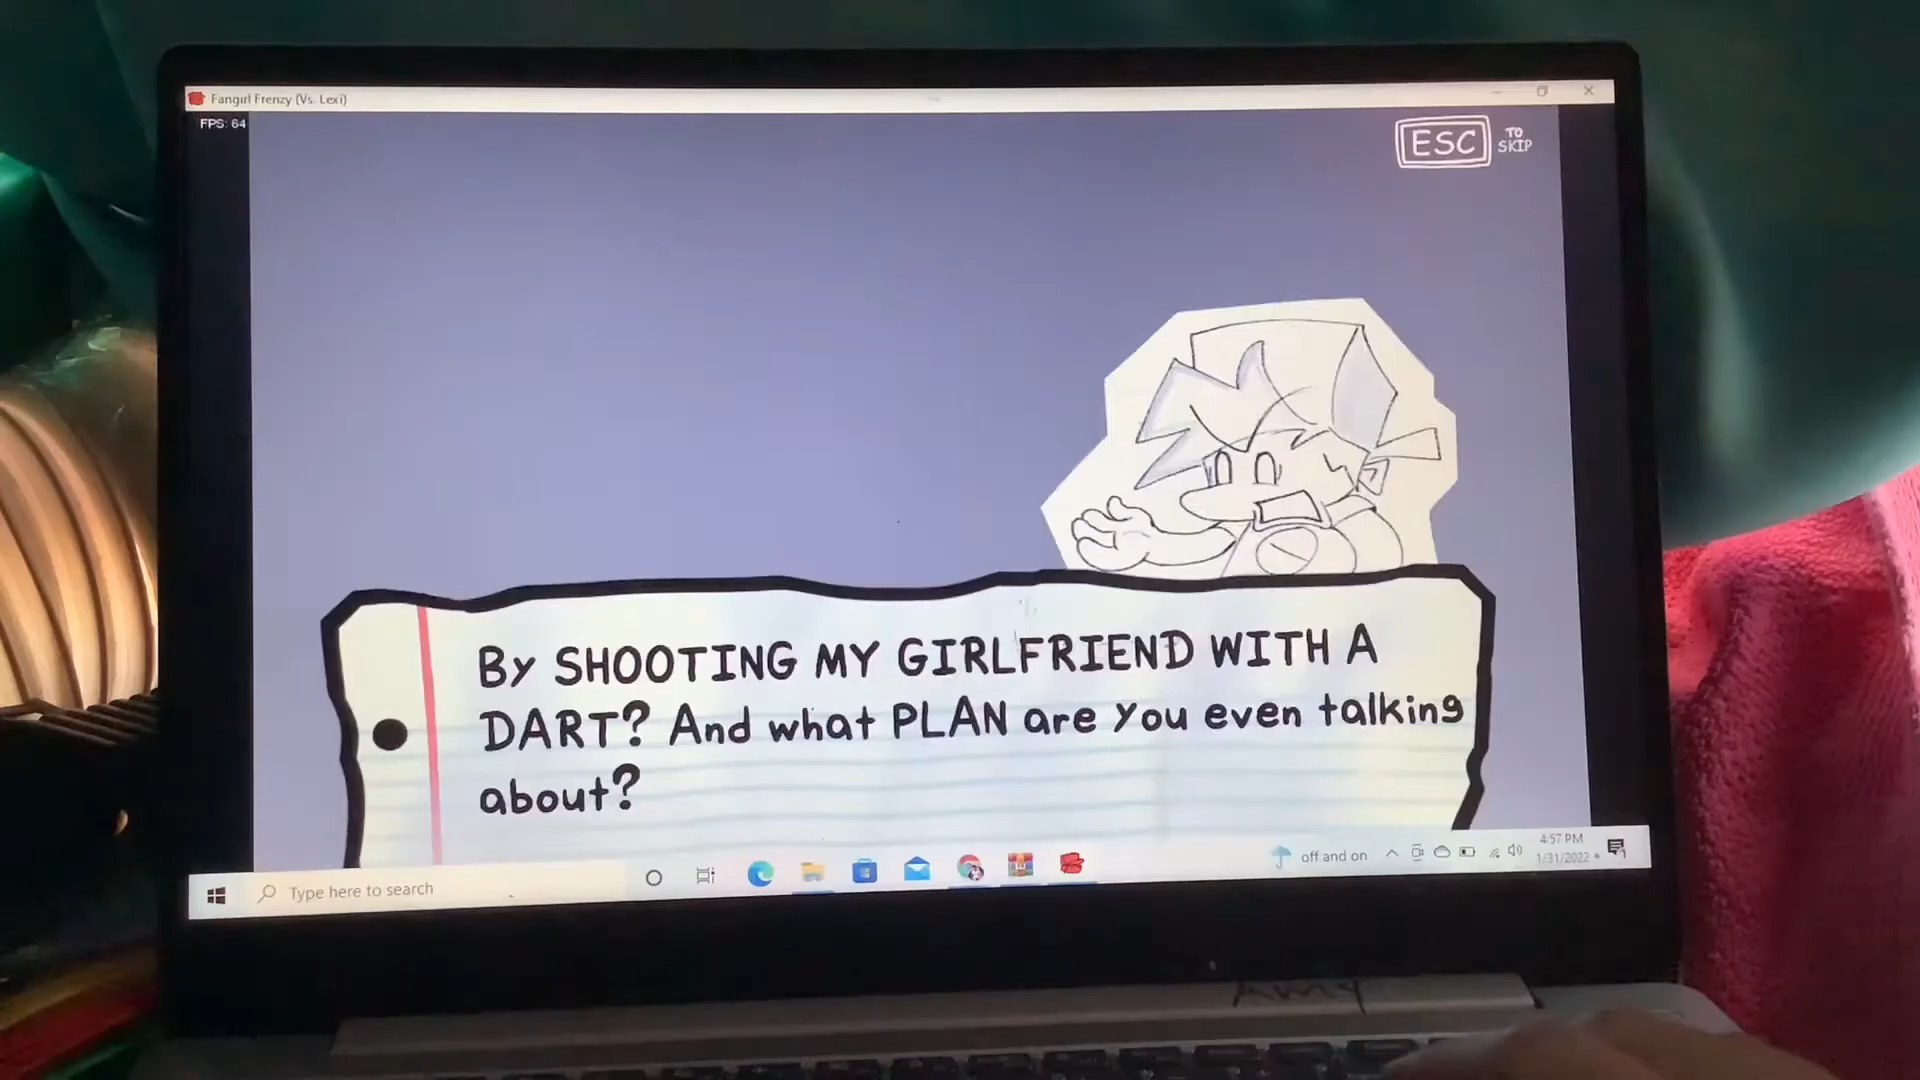 Fangirl Frenzy (Vs. Lexi)
FPS: 64
ESC TO SKIP
By SHOOTING MY GIRLFRIEND WITH A
DART? And what PLAN are you even talking
about?
Type here to search
off and on
4:57 PM
1/31/2022
Amy